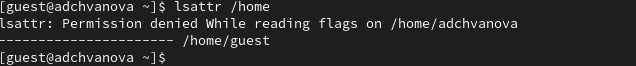 [guest@adchvanova ~]$ lsattr /home
lsattr: Permission denied While reading flags on /home/adchvanova
---------------------- /home/guest
[guest@adchvanova ~]$